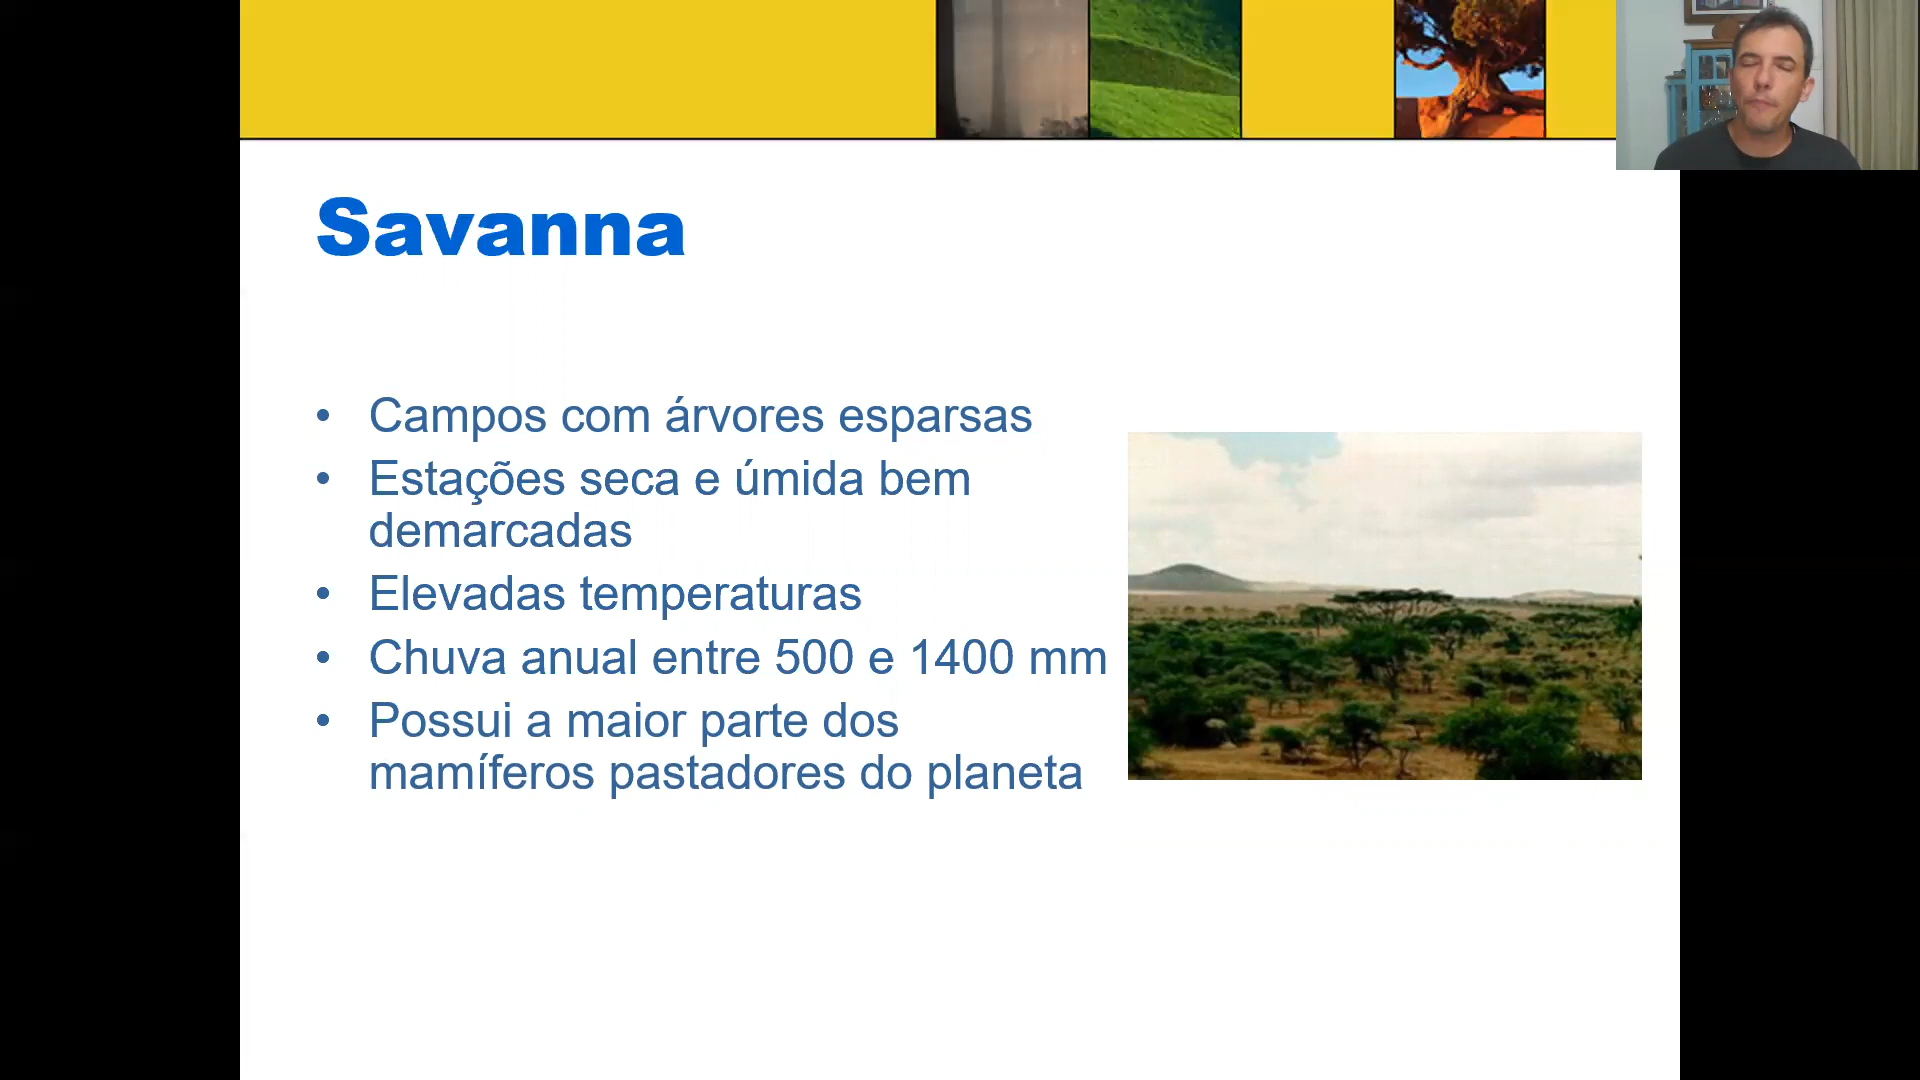 Savanna
• Campos com árvores esparsas
• Estações seca e úmida bem
demarcadas
• Elevadas temperaturas
• Chuva anual entre 500 e 1400 mm
• Possui a maior parte dos
mamíferos pastadores do planeta